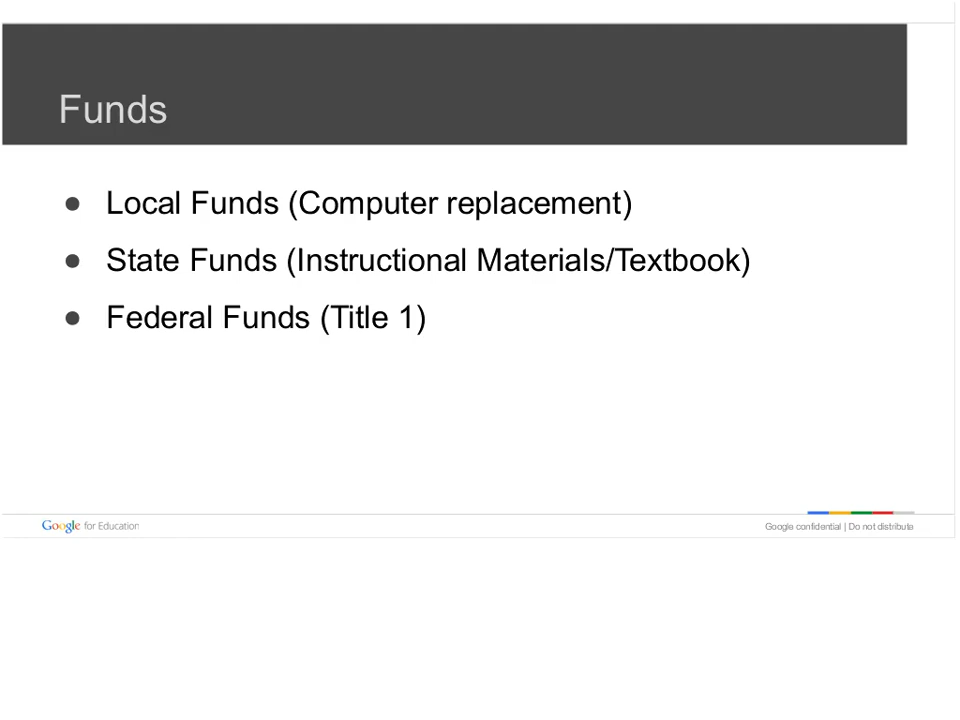 Funds
● Local Funds (Computer replacement)
● State Funds (Instructional Materials/Textbook)
● Federal Funds (Title 1)
Google for Education
Google confidential | Do not distribute